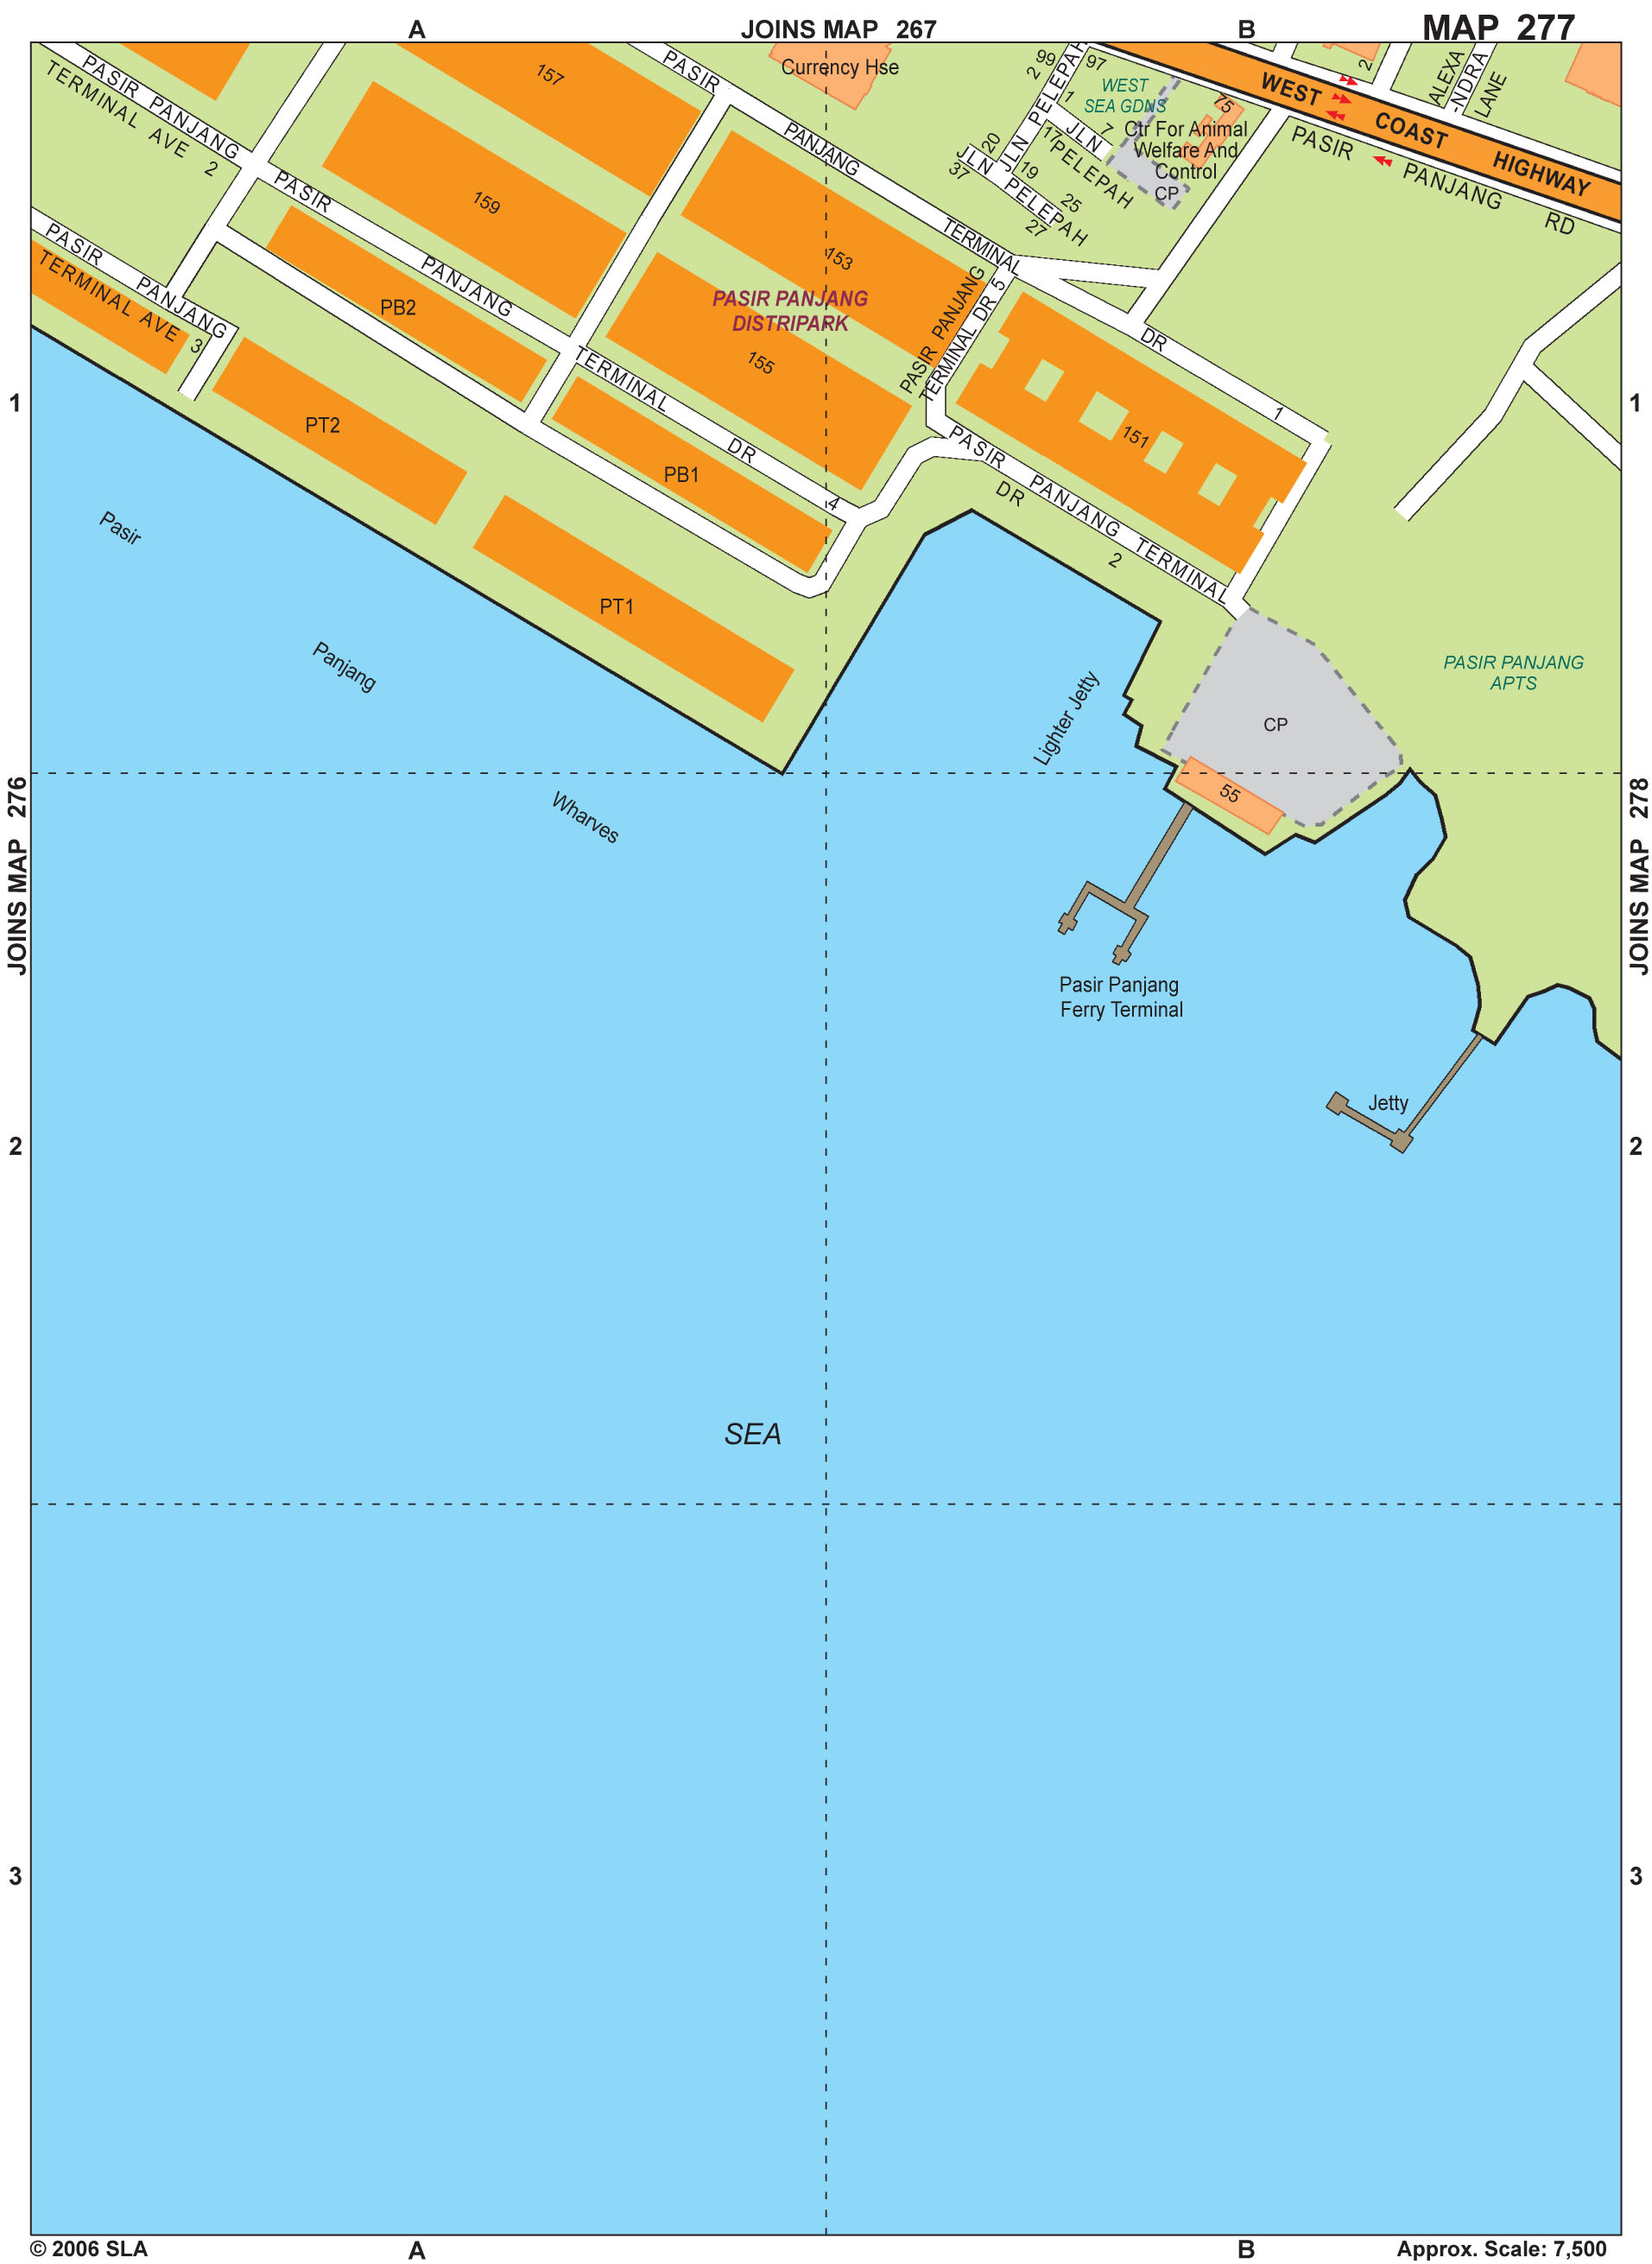 A
JOINS MAP 267
B
MAP 277
PASIR PANJANG
TERMINAL AVE 2
157
PASIR
Currency Hse
99
2
97
JLN PELEPAH
WEST
SEA GDNS
1
7
17
JLN
PELEPAH
75
Ctr For Animal
Welfare And
Control
CP
20
37
JLN PELEPAH
19
25
27
WEST COAST HIGHWAY
2
ALEXA
-NDRA
LANE
PASIR PANJANG RD
PANJANG
TERMINAL
DR
1
159
PASIR
PANJANG
TERMINAL
DR
4
153
PASIR PANJANG
DISTRIPARK
155
PASIR PANJANG
TERMINAL DR 5
PASIR PANJANG
TERMINAL AVE 3
PB2
PB1
151
PT2
PT1
PASIR PANJANG TERMINAL
DR 2
1
1
Pasir
Panjang
Wharves
Lighter Jetty
CP
PASIR PANJANG
APTS
55
JOINS MAP 276
JOINS MAP 278
Pasir Panjang
Ferry Terminal
Jetty
2
2
SEA
3
3
© 2006 SLA
A
B
Approx. Scale: 7,500